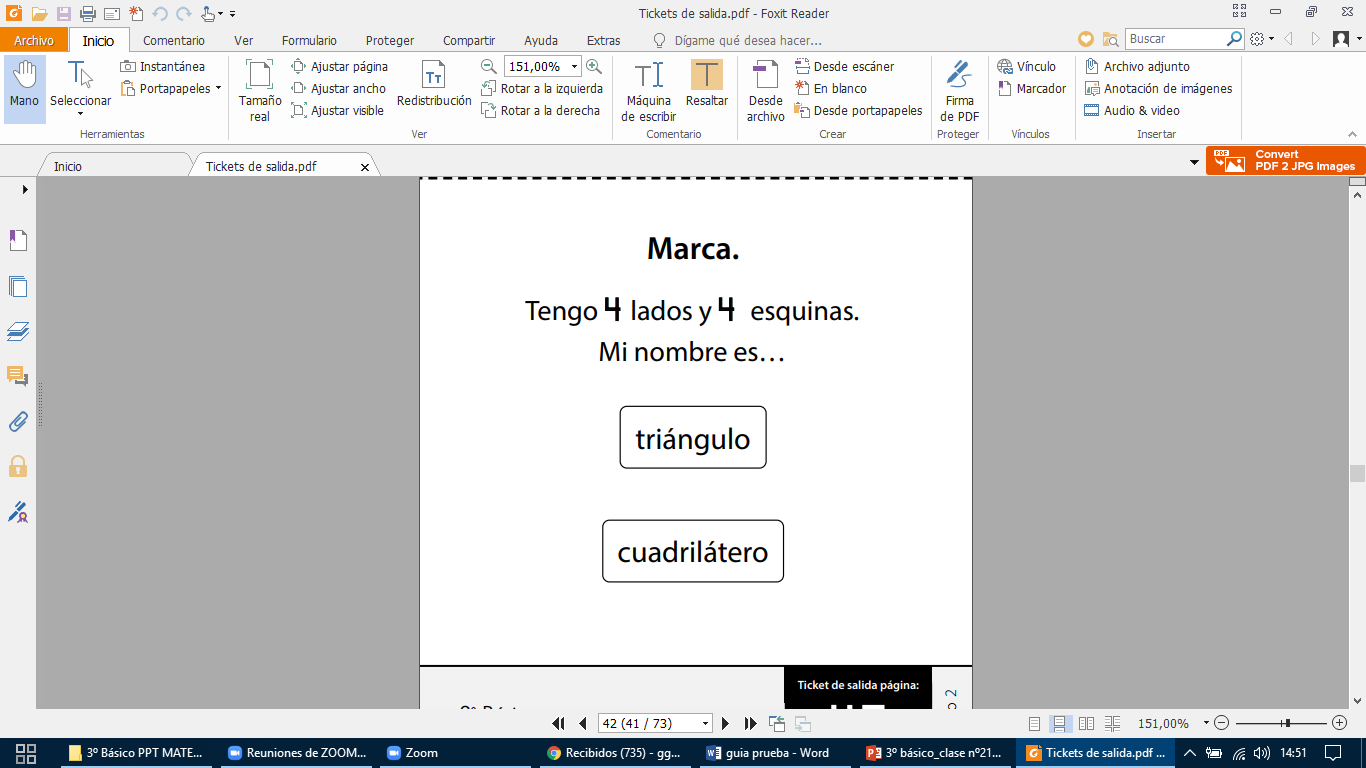 Tickets de salida.pdf - Foxit Reader
Archivo Inicio Comentario Ver Formulario Proteger Compartir Ayuda Extras Dígame qué desea hacer... Buscar
Mano
Seleccionar
Instantánea
Portapapeles
Herramientas
Tamaño real
Ajustar página
Ajustar ancho
Ajustar visible
Redistribución
151,00%
Rotar a la izquierda
Rotar a la derecha
Ver
Máquina de escribir
Resaltar
Comentario
Desde archivo
Desde escáner
En blanco
Desde portapapeles
Crear
Firma de PDF
Proteger
Vínculo
Marcador
Vínculos
Archivo adjunto
Anotación de imágenes
Audio & video
Insertar
Inicio Tickets de salida.pdf
PDF
Convert
PDF 2 JPG Images
Marca.
Tengo 4 lados y 4 esquinas.
Mi nombre es...
triángulo
cuadrilátero
Ticket de salida página:
42 (41 / 73) 151,00%
3º Básico PPT MATE... Reuniones de ZOOM... Zoom Recibidos (735) - gg... guia prueba - Word 3º básico_clase nº21... Tickets de salida.pdf ... 14:51